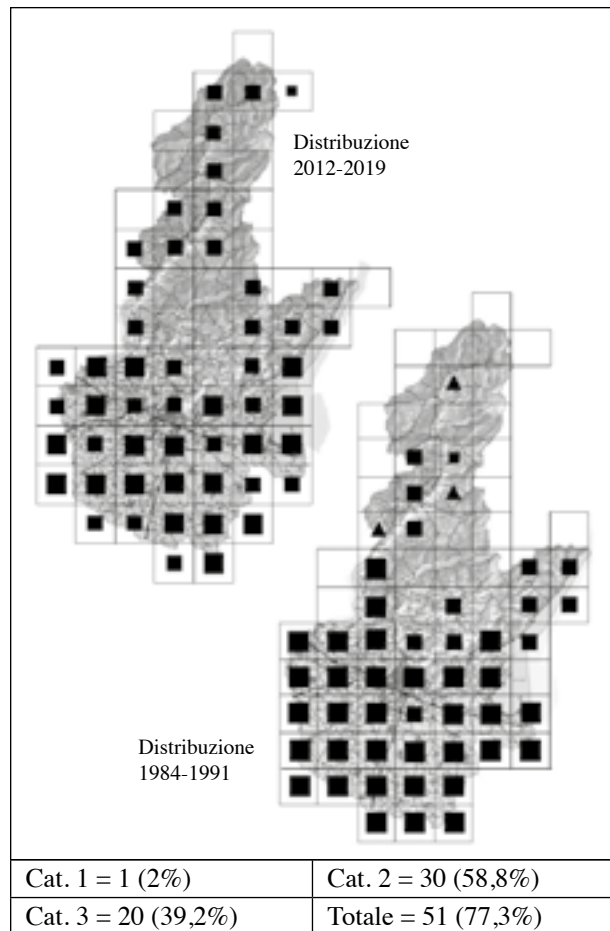 Distribuzione
2012-2019
Distribuzione
1984-1991
Cat. 1 = 1 (2%)
Cat. 2 = 30 (58,8%)
Cat. 3 = 20 (39,2%)
Totale = 51 (77,3%)